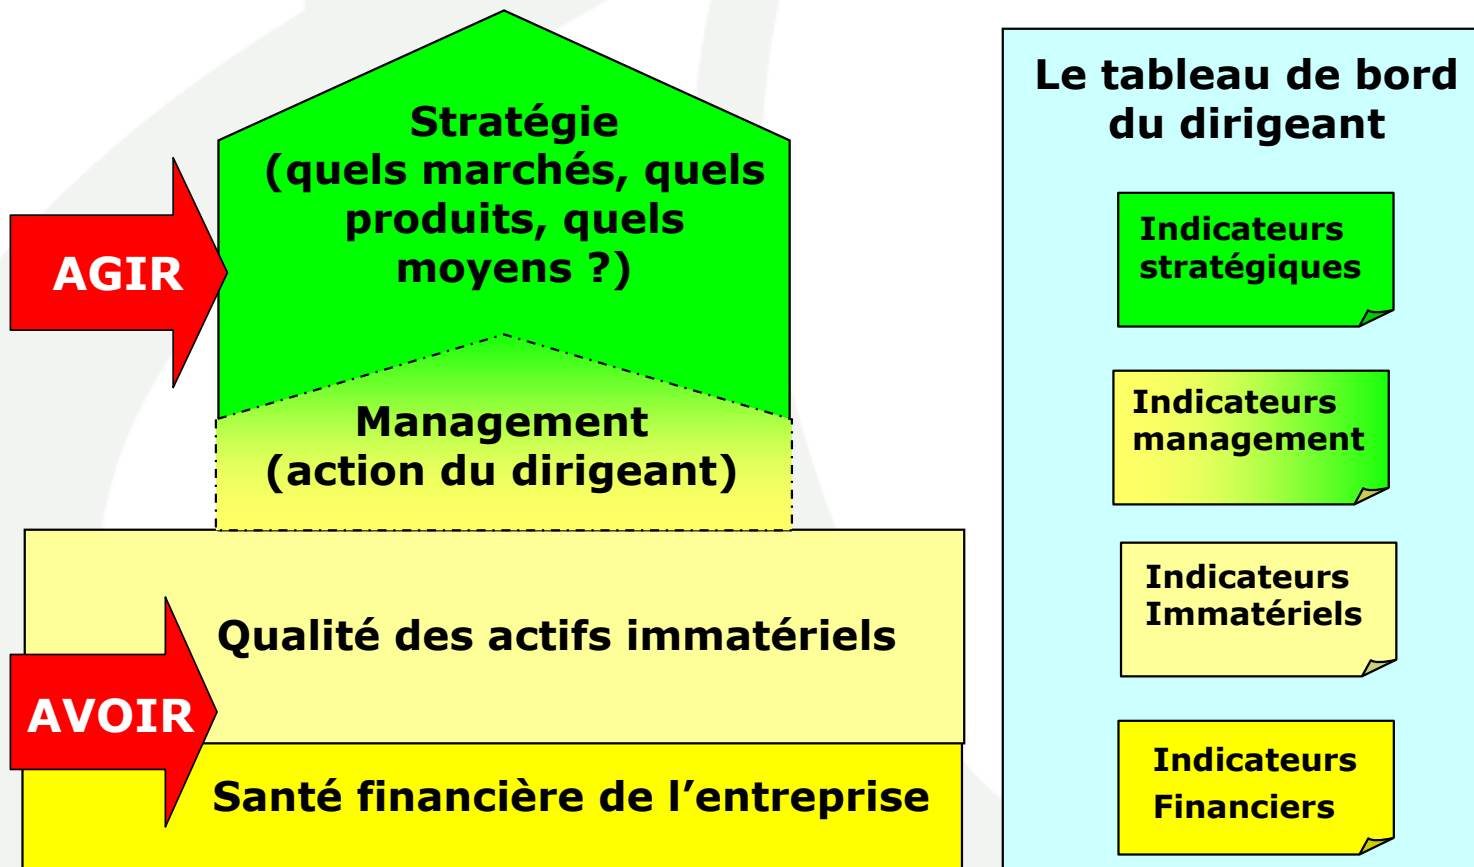 Stratégie
(quels marchés, quels
produits, quels
moyens ?)
AGIR
Management
(action du dirigeant)
Qualité des actifs immatériels
AVOIR
Santé financière de l’entreprise
Le tableau de bord
du dirigeant
Indicateurs
stratégiques
Indicateurs
management
Indicateurs
Immatériels
Indicateurs
Financiers